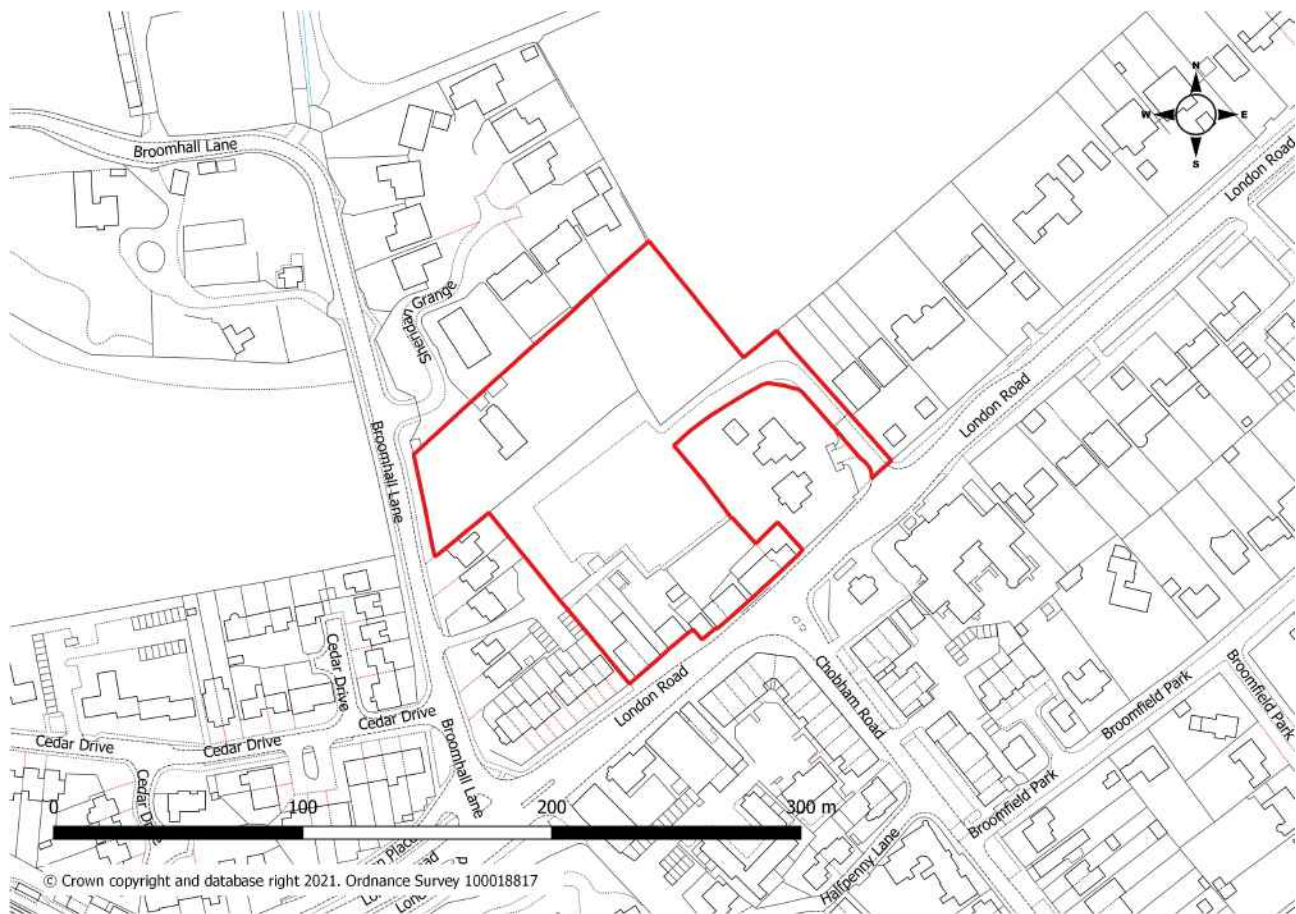 N
W
E
S
London Road
Broomhall Lane
Grange
Sheridan
London Road
Broomhall Lane
Cedar Drive
London Road
Chobham Road
Broomfield Park
Broomfield Park
Cedar Drive
Cedar Drive
Cedar Drive
Broomhall Lane
Broomfield Park
0 100 200 300 m
Halfpenny Lane
© Crown copyright and database right 2021. Ordnance Survey 100018817